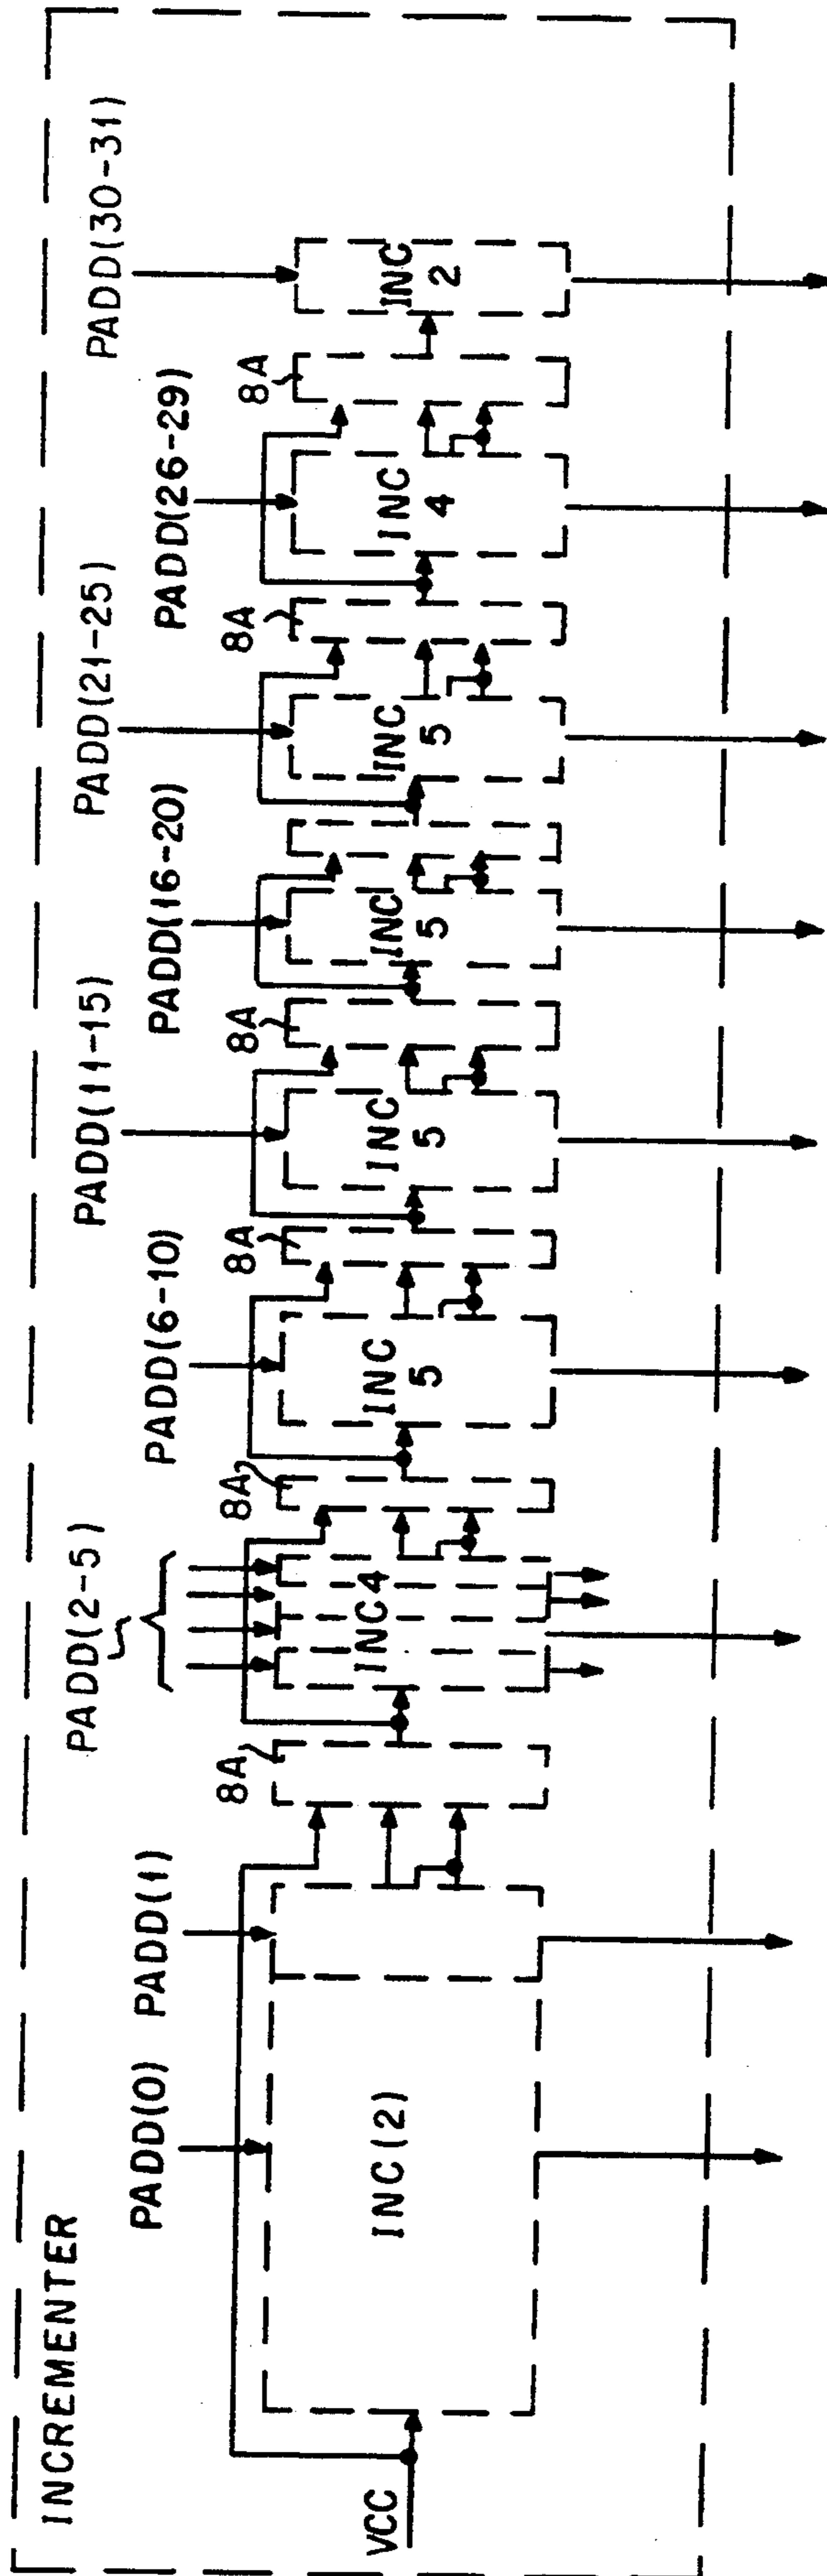 INCREMENTER
VCC
PADD(0)
PADD(1)
PADD(2-5)
PADD(6-10)
PADD(11-15)
PADD(16-20)
PADD(21-25)
PADD(26-29)
PADD(30-31)
INC(2)
8A
INC4
8A
INC
5
8A
INC
5
8A
INC
5
INC
5
8A
INC
4
8A
INC
2